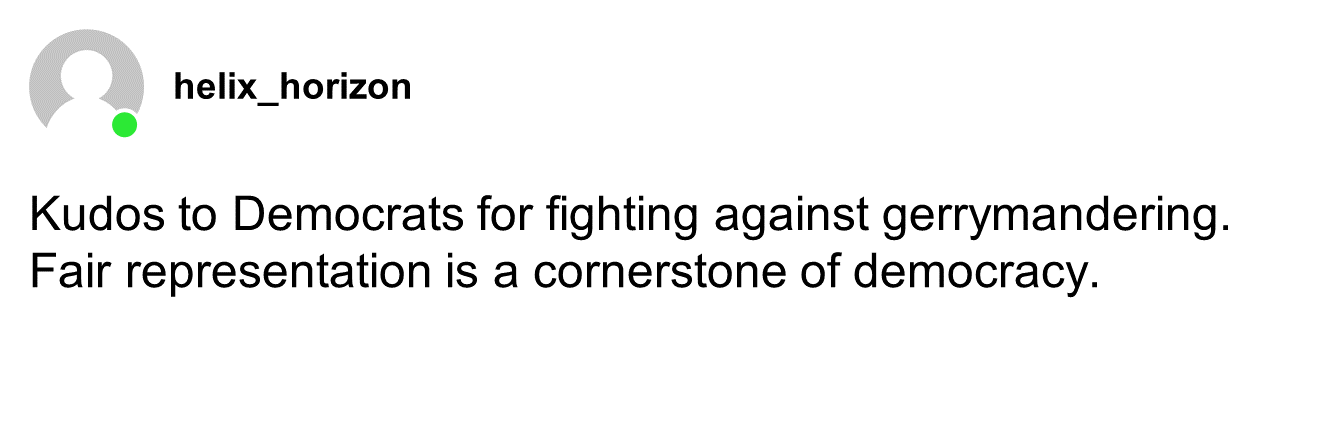 helix_horizon
Kudos to Democrats for fighting against gerrymandering.
Fair representation is a cornerstone of democracy.